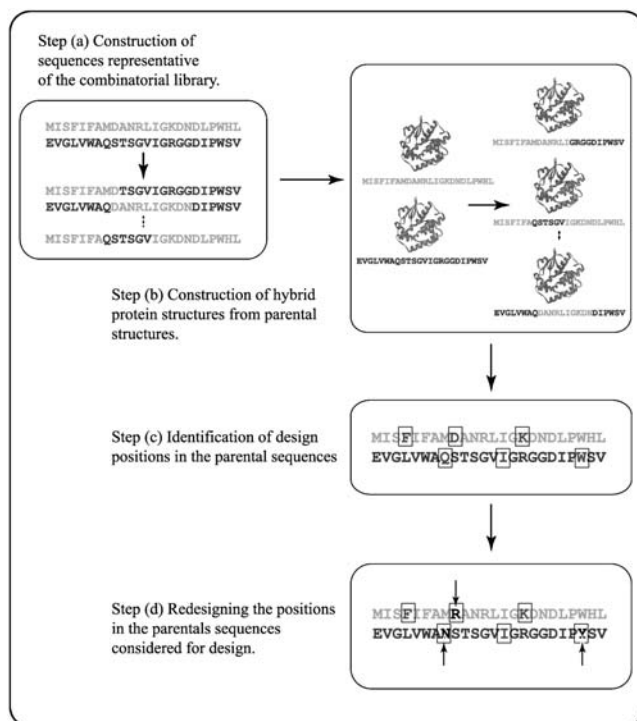 Step (a) Construction of
sequences representative
of the combinatorial library.
MISFIFAMDANRLIGKDNDLPWHL
EVGLVWAQSTSGVIGRGGDIPWSV
MISFIFAMDTSGVIGRGGDIPWSV
EVGLVWAQDANRLIGKDNDIPWSV
MISFIFAQSTSGVIGKDNDLPWHL
MISFIFAMDANRLIGRGGDIPWSV
MISFIFAMDANRLIGKDNDLPWHL
MISFIFAQSTSGVIGKDNDLPWHL
EVGLVWAQSTSGVIGRGGDIPWSV
EVGLVWAQDANRLIGKDNDIPWSV
Step (b) Construction of hybrid
protein structures from parental
structures.
Step (c) Identification of design
positions in the parental sequences
MISFIFAMDANRLIGKDNDLPWHL
EVGLVWAQSTSGVIGRGGDIPWSV
Step (d) Redesigning the positions
in the parentals sequences
considered for design.
MISFIFAMRANRLIGKDNDLPWHL
EVGLVWANSTSGVIGRGGDIPYSV